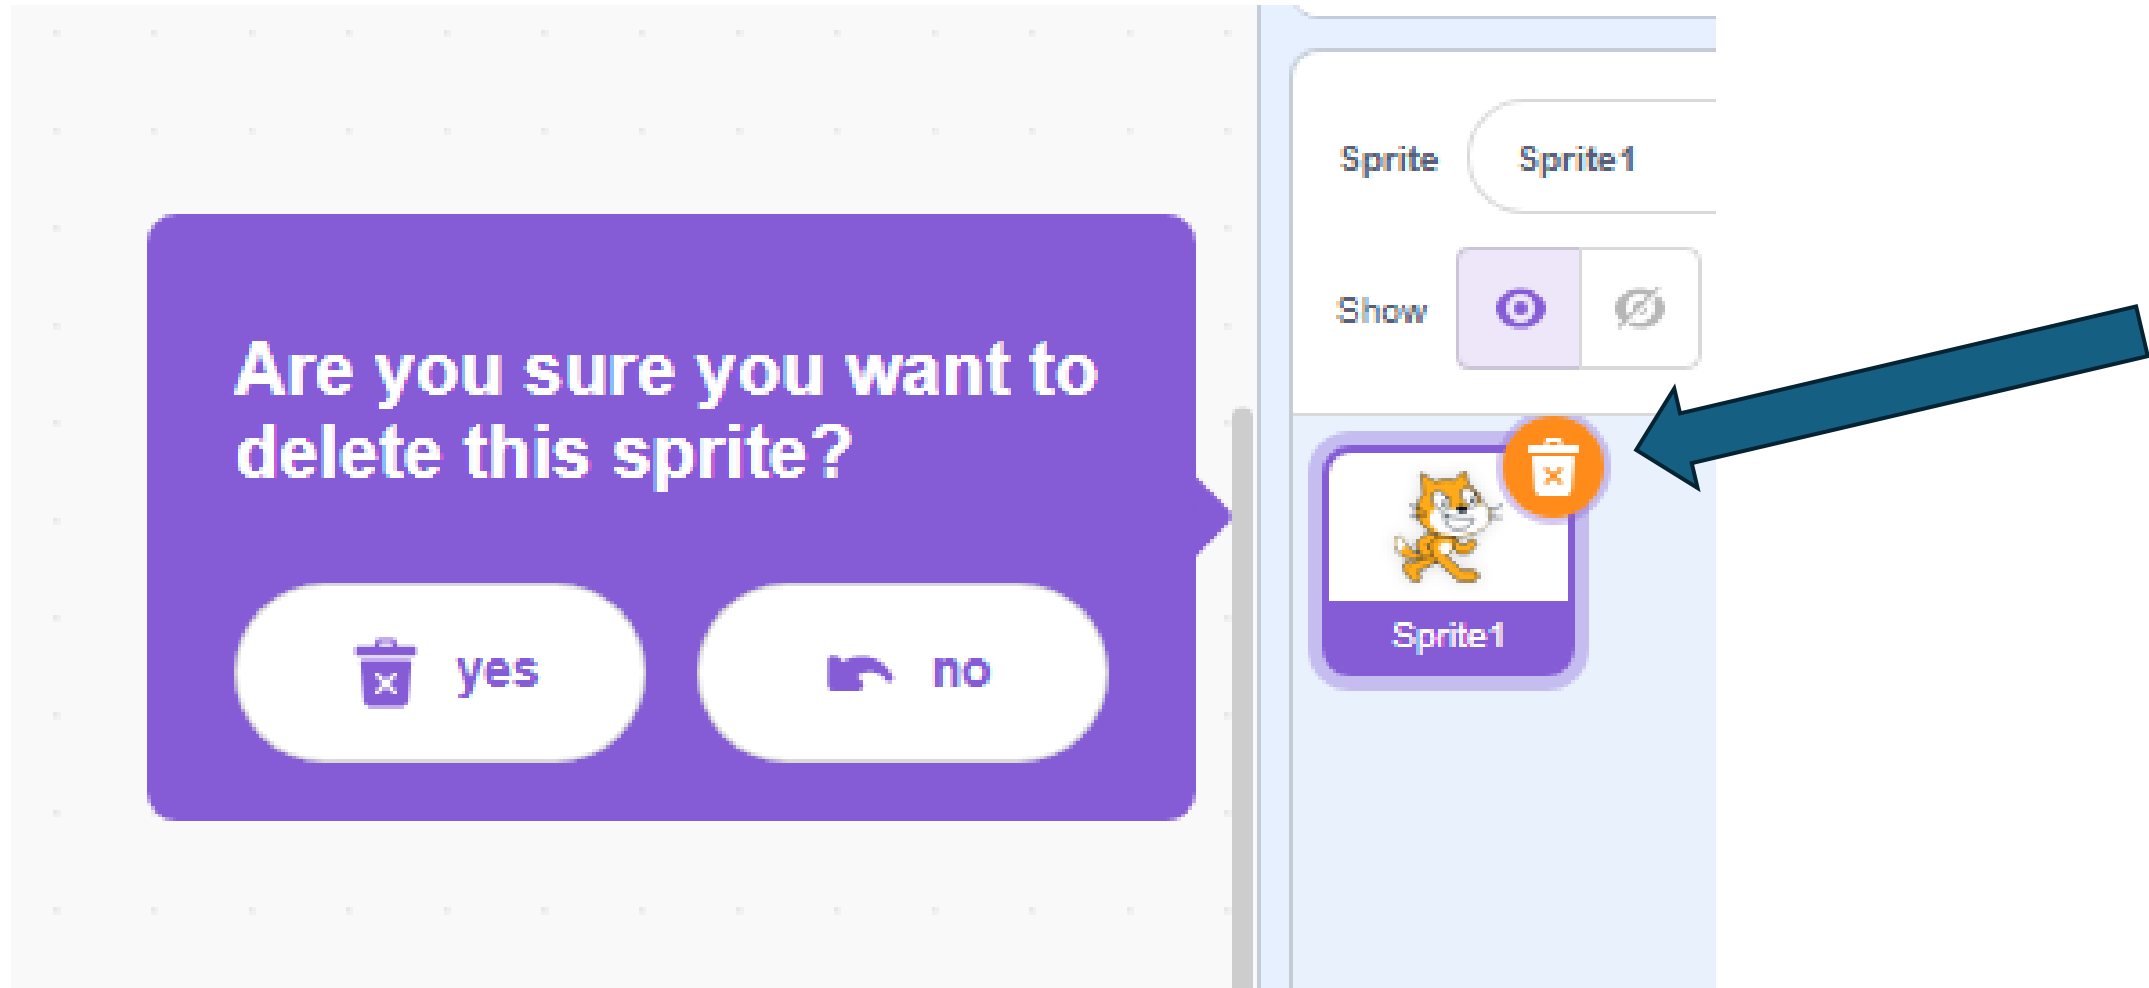 Are you sure you want to
delete this sprite?
yes
no
Sprite
Sprite1
Show
Sprite1